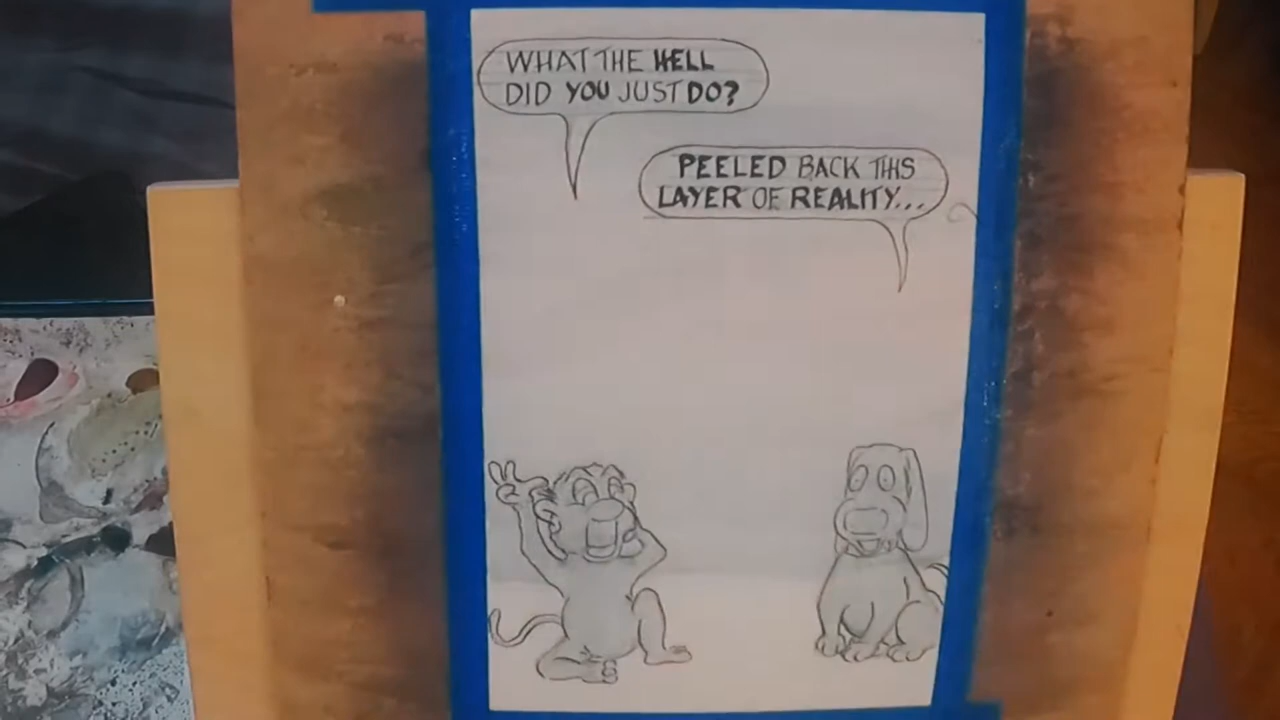 WHAT THE HELL
DID YOU JUST DO?
PEELED BACK THIS
LAYER OF REALITY...